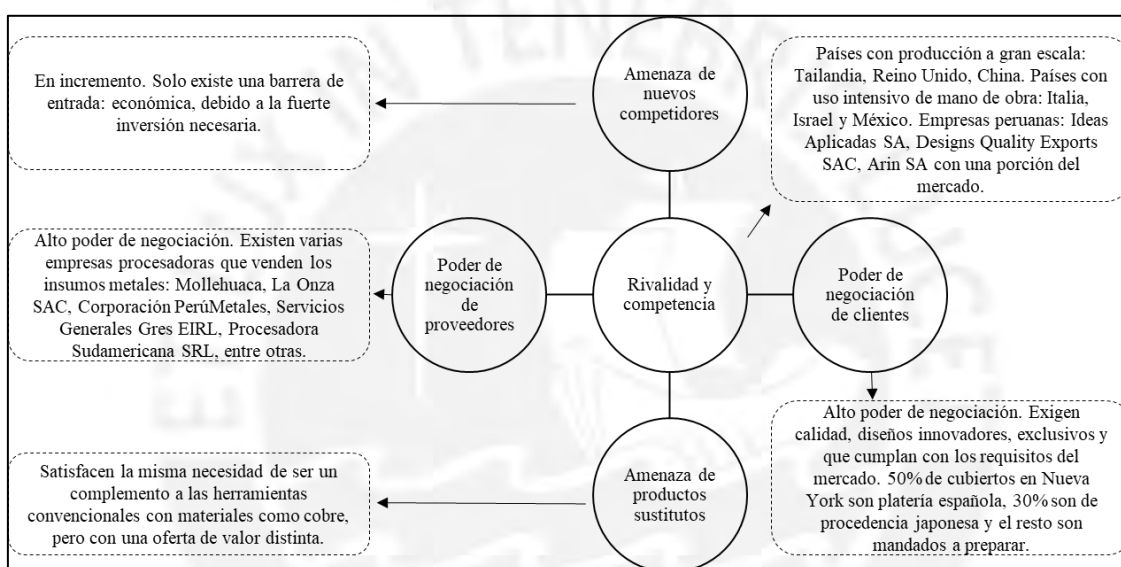 En incremento. Solo existe una barrera de
entrada: económica, debido a la fuerte
inversión necesaria.
Amenaza de
nuevos
competidores
Países con producción a gran escala:
Tailandia, Reino Unido, China. Países con
uso intensivo de mano de obra: Italia,
Israel y México. Empresas peruanas: Ideas
Aplicadas SA, Designs Quality Exports
SAC, Arin SA con una porción del
mercado.
Alto poder de negociación. Existen varias
empresas procesadoras que venden los
insumos metales: Mollehuaca, La Onza
SAC, Corporación PerúMetales, Servicios
Generales Gres EIRL, Procesadora
Sudamericana SRL, entre otras.
Poder de
negociación
de
proveedores
Rivalidad y
competencia
Poder de
negociación
de clientes
Satisfacen la misma necesidad de ser un
complemento a las herramientas
convencionales con materiales como cobre,
pero con una oferta de valor distinta.
Amenaza de
productos
sustitutos
Alto poder de negociación. Exigen
calidad, diseños innovadores, exclusivos y
que cumplan con los requisitos del
mercado. 50% de cubiertos en Nueva
York son platería española, 30% son de
procedencia japonesa y el resto son
mandados a preparar.